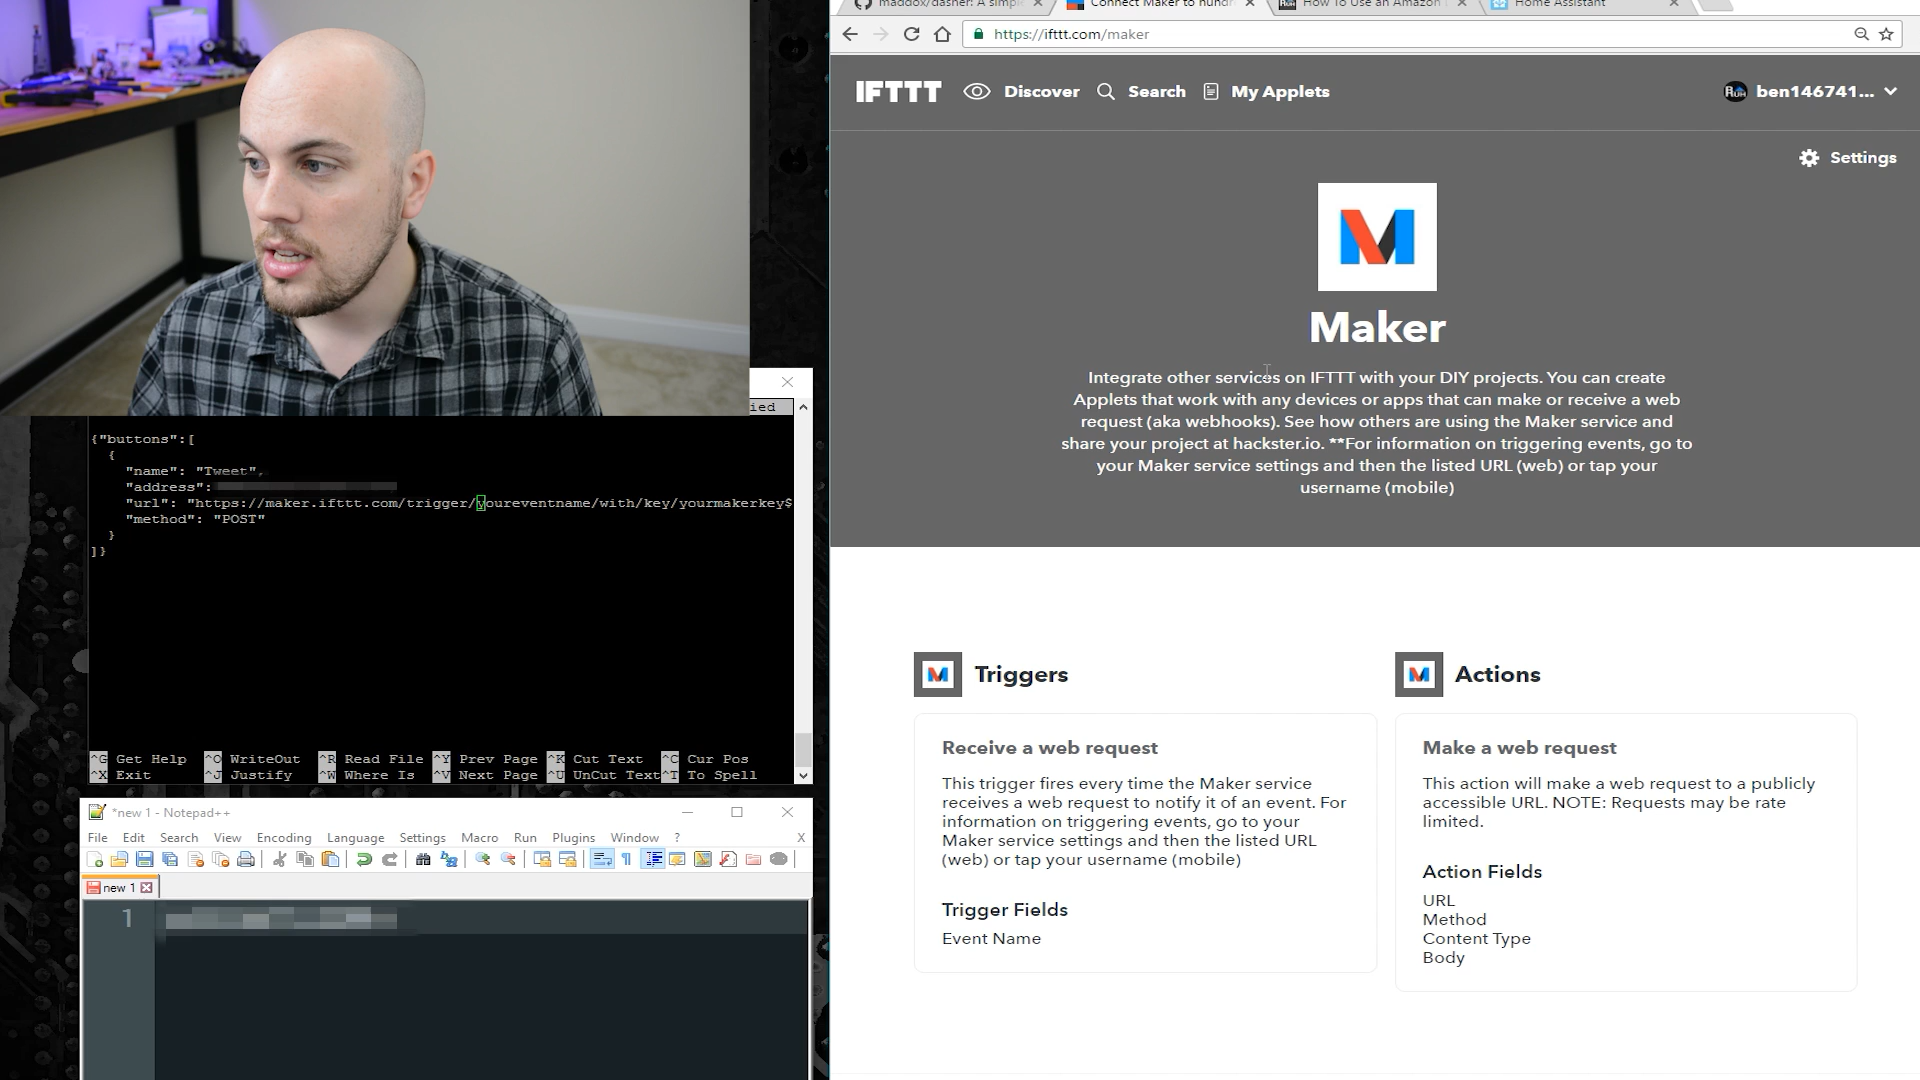 maddox/dasher: A simpl
Connect Maker to hundr
How To Use an Amazon
Home Assistant
https://ifttt.com/maker
IFTTT
Discover
Search
My Applets
ben146741...
Settings
M
Maker
Integrate other services on IFTTT with your DIY projects. You can create
Applets that work with any devices or apps that can make or receive a web
request (aka webhooks). See how others are using the Maker service and
share your project at hackster.io. **For information on triggering events, go to
your Maker service settings and then the listed URL (web) or tap your
username (mobile)
M Triggers
Receive a web request
This trigger fires every time the Maker service
receives a web request to notify it of an event. For
information on triggering events, go to your
Maker service settings and then the listed URL
(web) or tap your username (mobile)
Trigger Fields
Event Name
M Actions
Make a web request
This action will make a web request to a publicly
accessible URL. NOTE: Requests may be rate
limited.
Action Fields
URL
Method
Content Type
Body
ied
{"buttons":[
{
"name": "Tweet",
"address":
"url": "https://maker.ifttt.com/trigger/youreventname/with/key/yourmakerkey$
"method": "POST"
}
]}
^G Get Help ^O WriteOut ^R Read File ^Y Prev Page ^K Cut Text ^C Cur Pos
^X Exit ^J Justify ^W Where Is ^V Next Page ^U UnCut Text ^T To Spell
*new 1 - Notepad++
File Edit Search View Encoding Language Settings Macro Run Plugins Window ? X
new 1
1